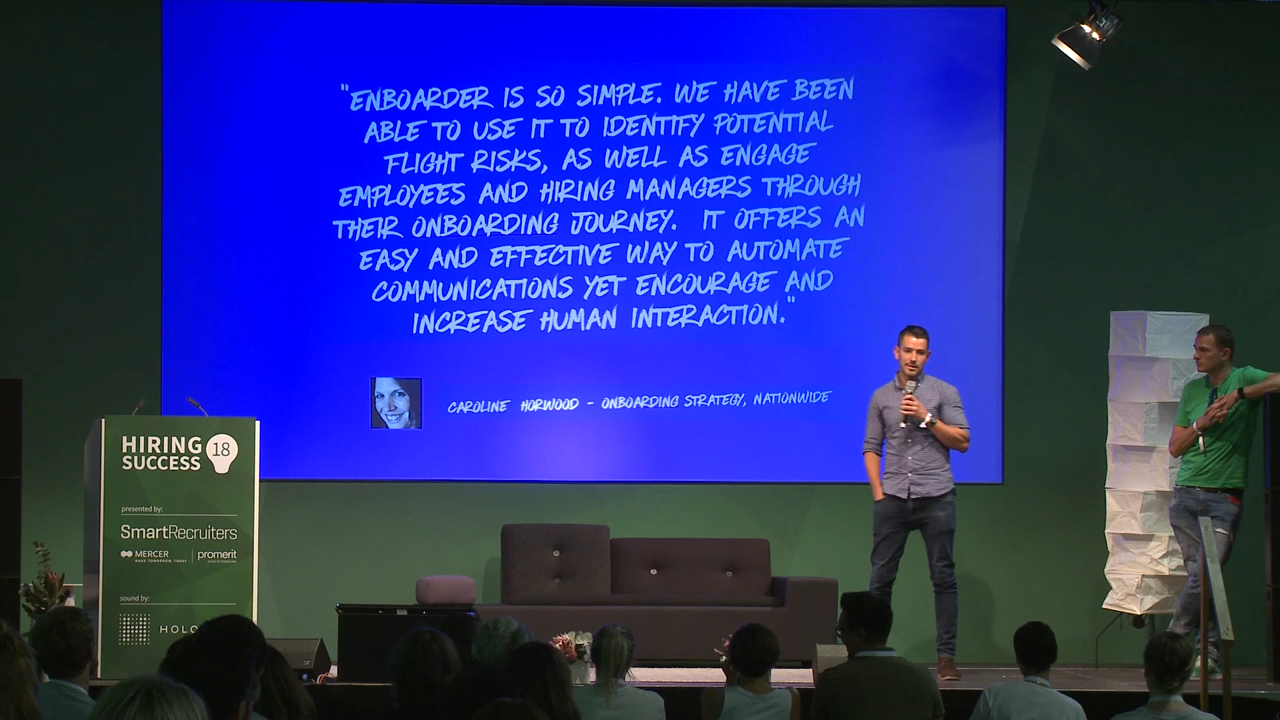 "ENBOARDER IS SO SIMPLE. WE HAVE BEEN
ABLE TO USE IT TO IDENTIFY POTENTIAL
FLIGHT RISKS, AS WELL AS ENGAGE
EMPLOYEES AND HIRING MANAGERS THROUGH
THEIR ONBOARDING JOURNEY. IT OFFERS AN
EASY AND EFFECTIVE WAY TO AUTOMATE
COMMUNICATIONS YET ENCOURAGE AND
INCREASE HUMAN INTERACTION."
CAROLINE HORWOOD - ONBOARDING STRATEGY, NATIONWIDE
HIRING
SUCCESS 18
presented by:
SmartRecruiters
MERCER promerit
MAKE TOMORROW, TODAY
sound by:
HOLO